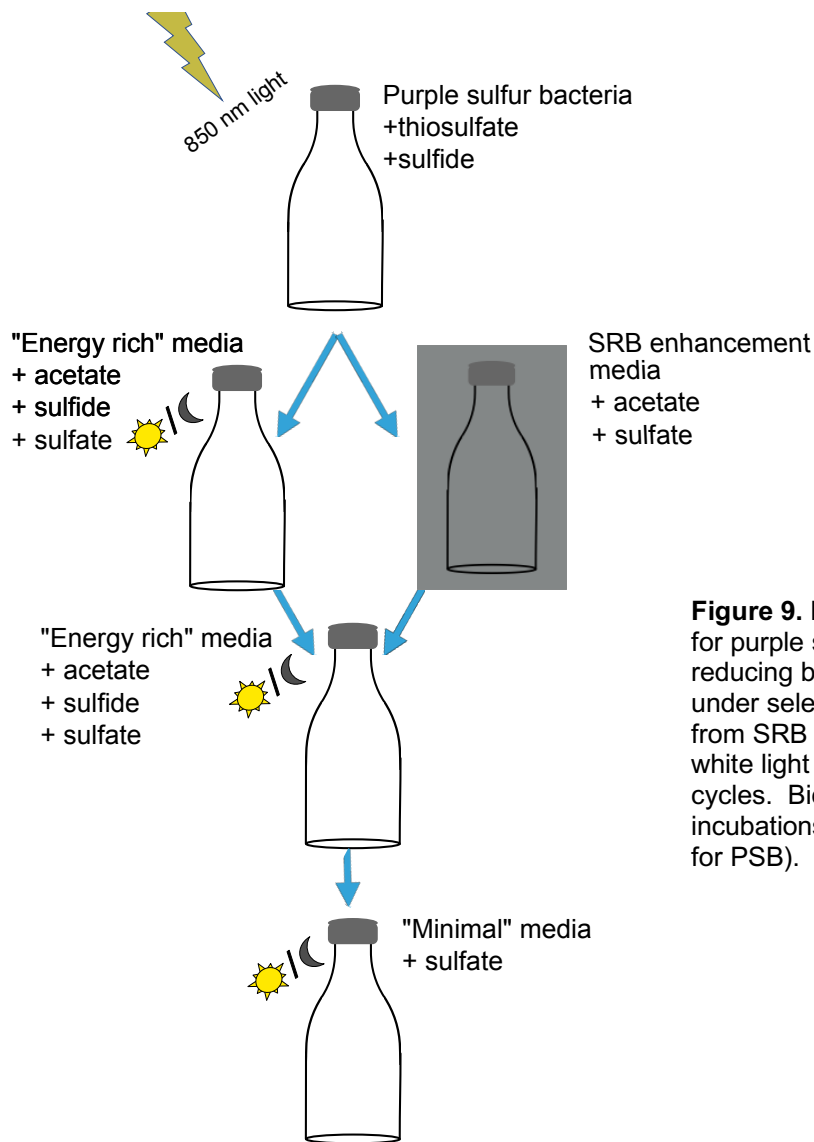 850 nm light
Purple sulfur bacteria
+thiosulfate
+sulfide
"Energy rich" media
+ acetate
+ sulfide
+ sulfate
SRB enhancement
media
+ acetate
+ sulfate
"Energy rich" media
+ acetate
+ sulfide
+ sulfate
Figure 9.
for purple s
reducing b
under sele
from SRB
white light
cycles. Bio
incubations
for PSB).
"Minimal" media
+ sulfate